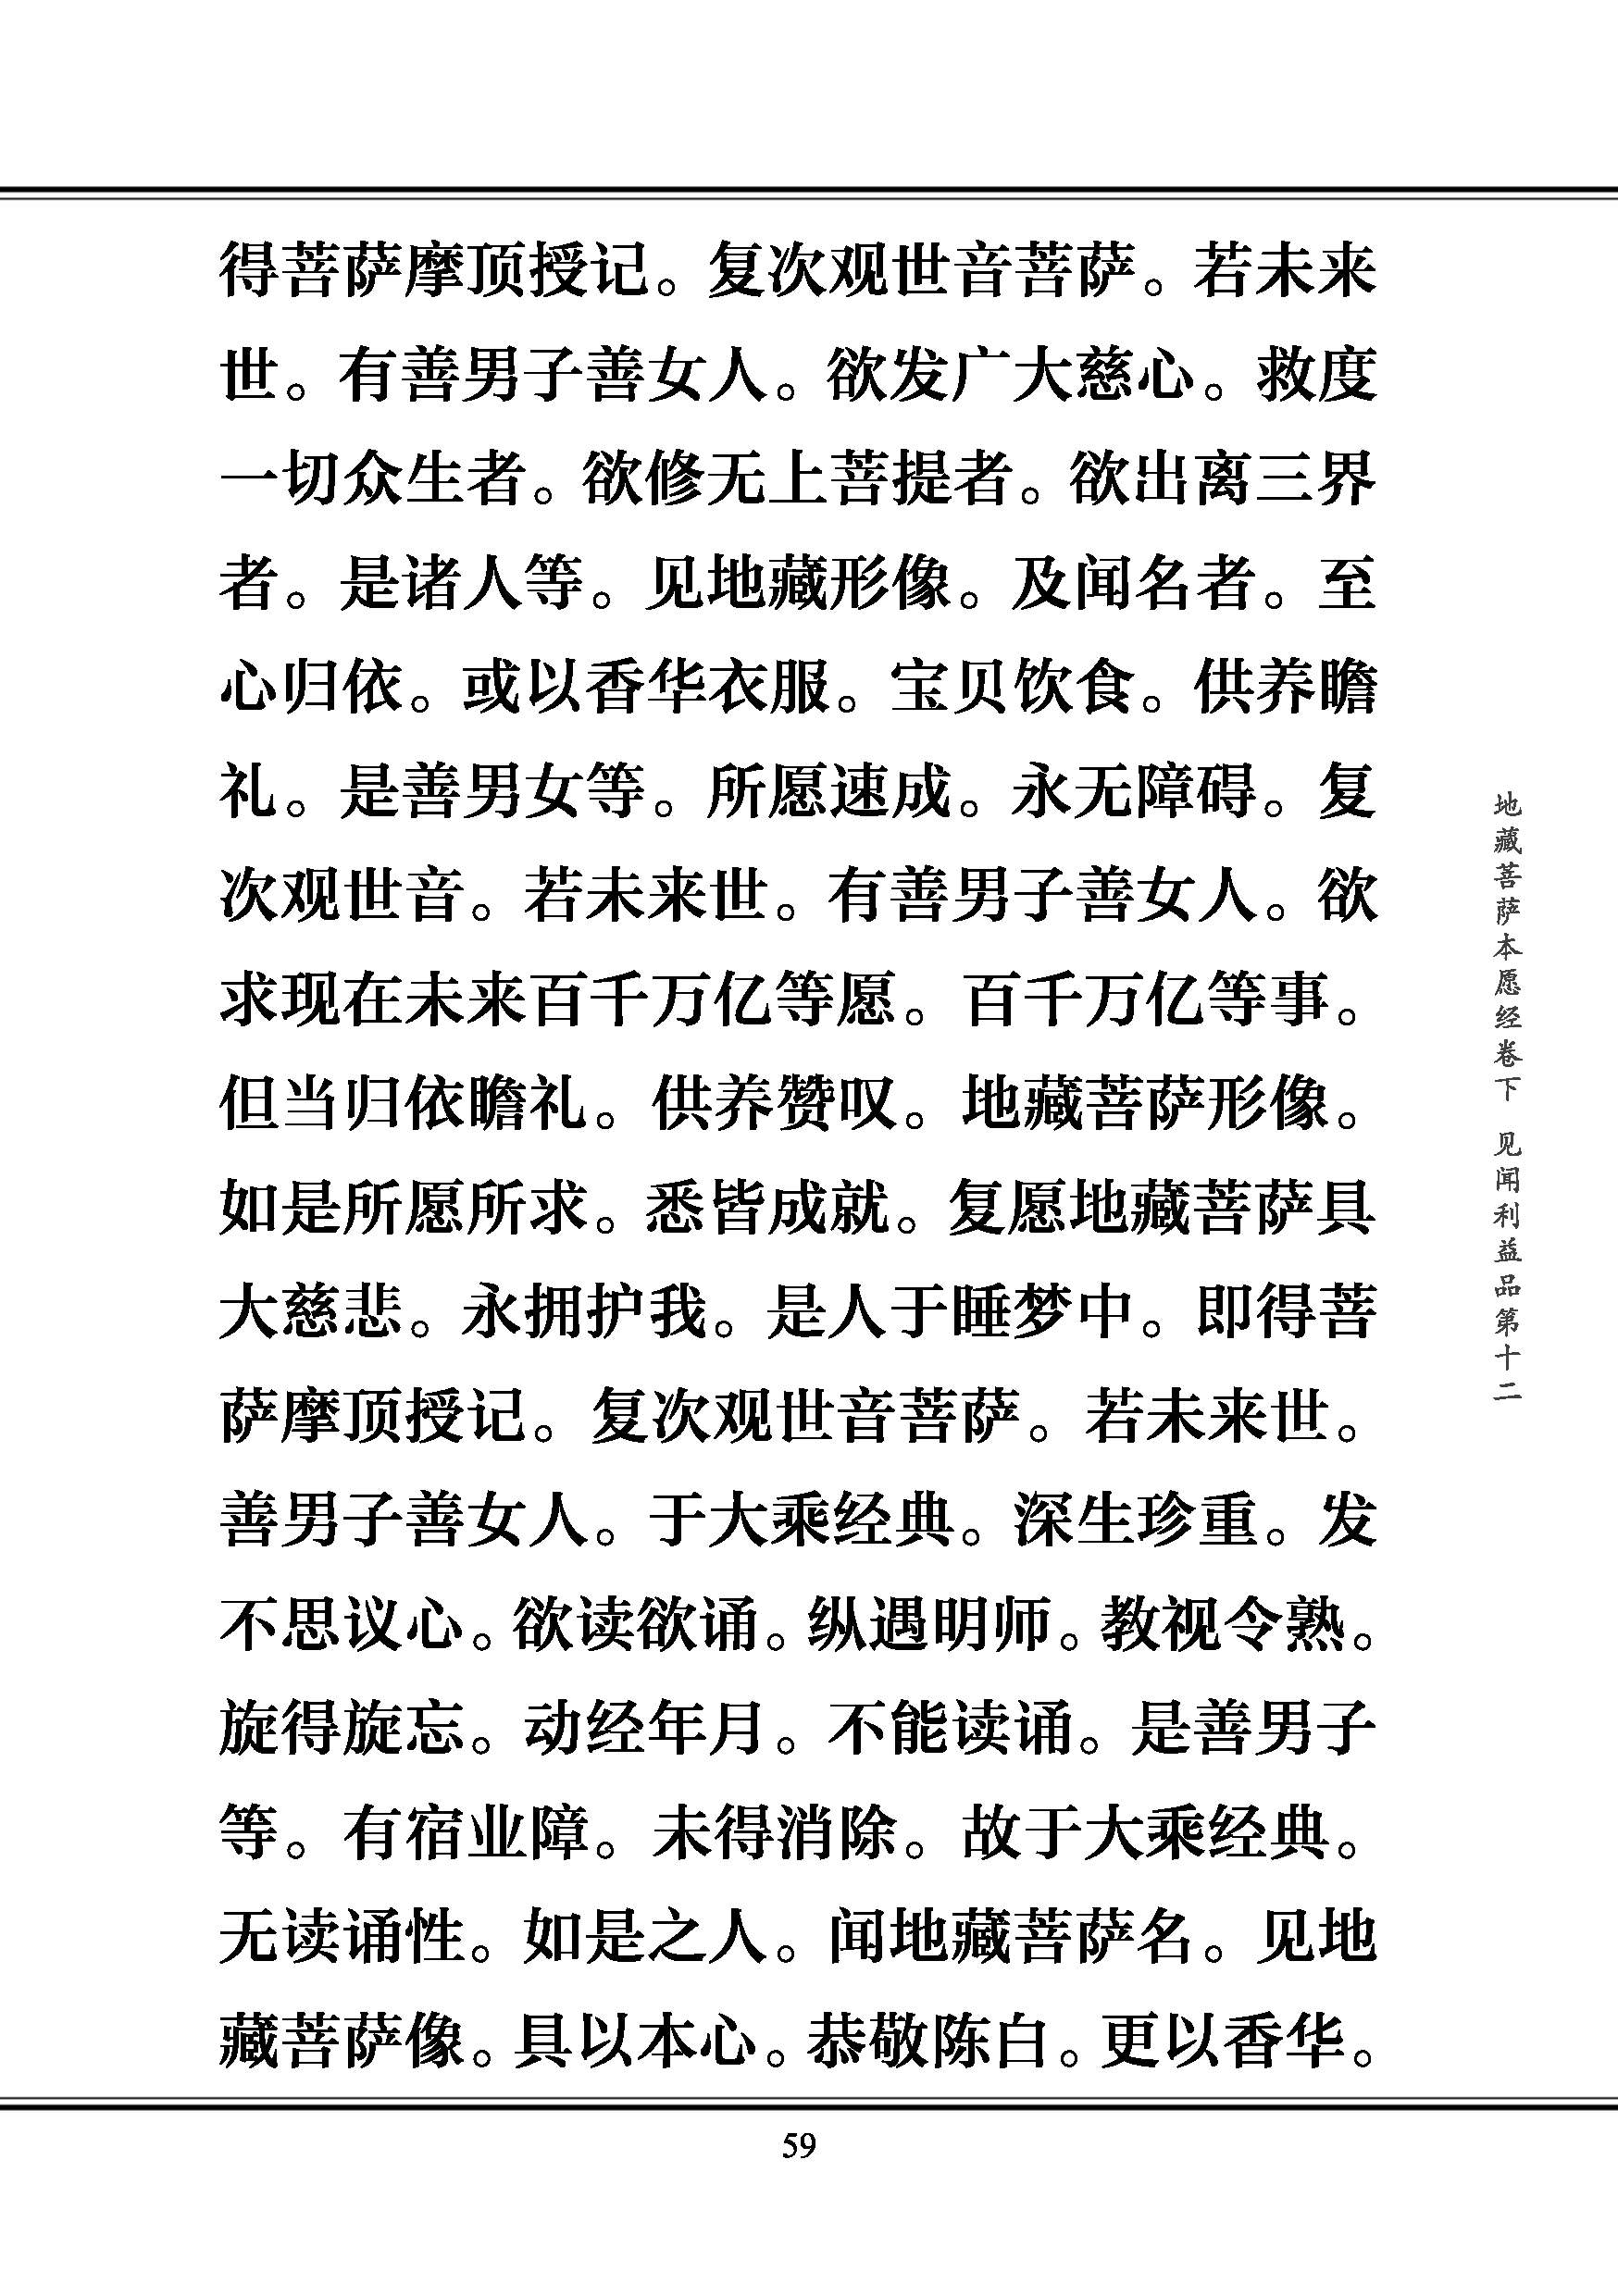 得菩萨摩顶授记。复次观世音菩萨。若未来
世。有善男子善女人。欲发广大慈心。救度
一切众生者。欲修无上菩提者。欲出离三界
者。是诸人等。见地藏形像。及闻名者。至
心归依。或以香华衣服。宝贝饮食。供养瞻
礼。是善男女等。所愿速成。永无障碍。复
次观世音。若未来世。有善男子善女人。欲
求现在未来百千万亿等愿。百千万亿等事。
但当归依瞻礼。供养赞叹。地藏菩萨形像。
如是所愿所求。悉皆成就。复愿地藏菩萨具
大慈悲。永拥护我。是人于睡梦中。即得菩
萨摩顶授记。复次观世音菩萨。若未来世。
善男子善女人。于大乘经典。深生珍重。发
不思议心。欲读欲诵。纵遇明师。教视令熟。
旋得旋忘。动经年月。不能读诵。是善男子
等。有宿业障。未得消除。故于大乘经典。
无读诵性。如是之人。闻地藏菩萨名。见地
藏菩萨像。具以本心。恭敬陈白。更以香华。
地藏菩萨本愿经卷下 见闻利益品第十二
59